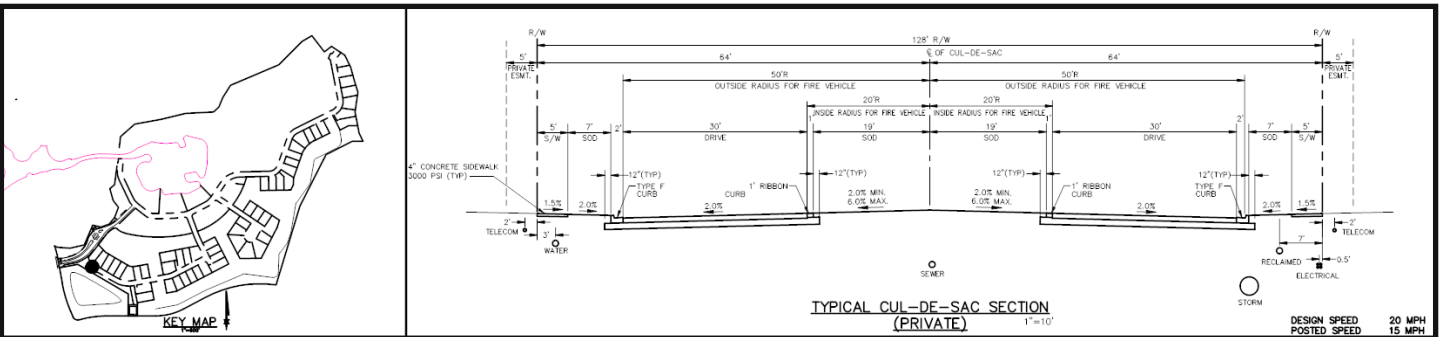 R/W
R/W
128' R/W
℄ OF CUL-DE-SAC
5'
64'
64'
5'
PRIVATE
ESMT.
PRIVATE
ESMT.
50'R
50'R
OUTSIDE RADIUS FOR FIRE VEHICLE
OUTSIDE RADIUS FOR FIRE VEHICLE
20'R
20'R
INSIDE RADIUS FOR FIRE VEHICLE
INSIDE RADIUS FOR FIRE VEHICLE
1'
1'
5'
S/W
7'
SOD
2'
30'
DRIVE
19'
SOD
19'
SOD
30'
DRIVE
2'
7'
SOD
5'
S/W
4" CONCRETE SIDEWALK
3000 PSI (TYP)
12"(TYP)
TYPE F
CURB
12"(TYP)
1' RIBBON
CURB
12"(TYP)
1' RIBBON
CURB
12"(TYP)
TYPE F
CURB
2.0% MIN.
6.0% MAX.
2.0% MIN.
6.0% MAX.
1.5%
2.0%
2.0%
2.0%
2.0%
1.5%
2'
TELECOM
3'
WATER
SEWER
7'
RECLAIMED
2'
TELECOM
0.5'
ELECTRICAL
STORM
TYPICAL CUL-DE-SAC SECTION
(PRIVATE)
1"=10'
KEY MAP
DESIGN SPEED 20 MPH
POSTED SPEED 15 MPH